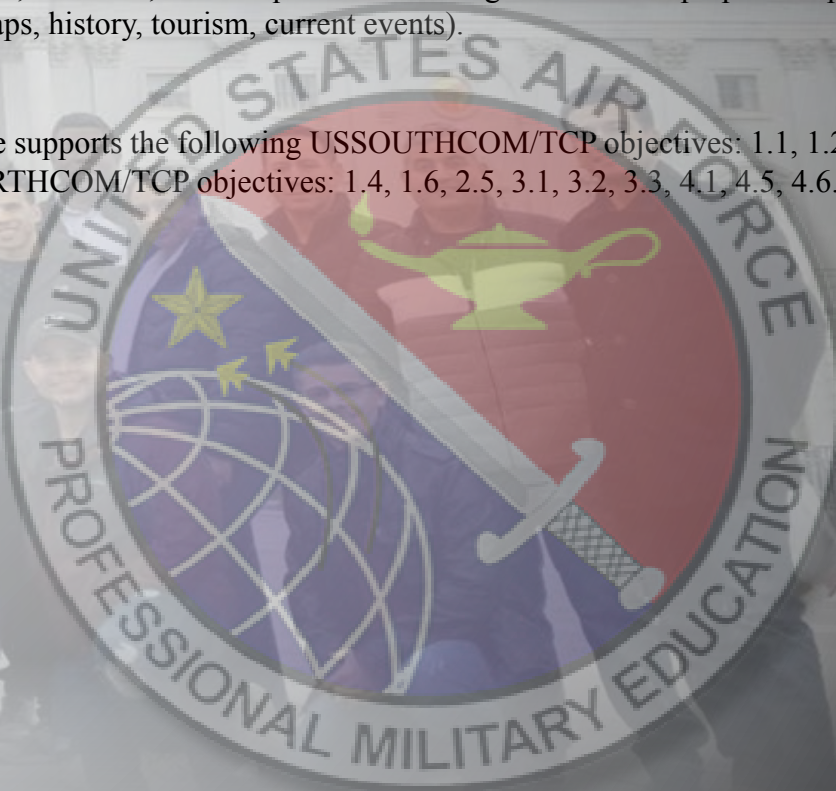 aps, history, tourism, current events).
e supports the following USSOUTHCOM/TCP objectives: 1.1, 1.2
RTHCOM/TCP objectives: 1.4, 1.6, 2.5, 3.1, 3.2, 3.3, 4.1, 4.5, 4.6.
UNITED STATES AIR FORCE
PROFESSIONAL MILITARY EDUCATION